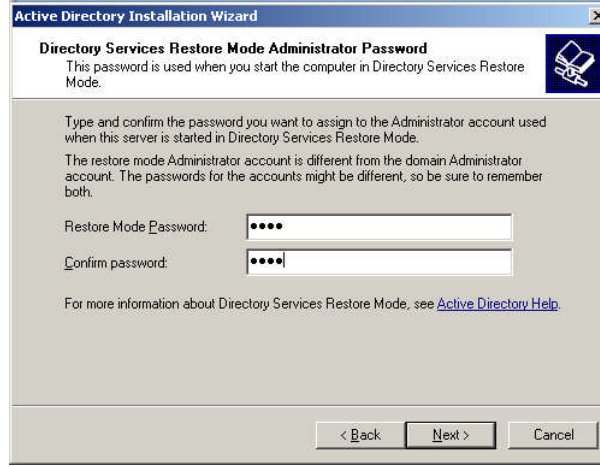 Active Directory Installation Wizard
Directory Services Restore Mode Administrator Password
This password is used when you start the computer in Directory Services Restore
Mode.
Type and confirm the password you want to assign to the Administrator account used
when this server is started in Directory Services Restore Mode.
The restore mode Administrator account is different from the domain Administrator
account. The passwords for the accounts might be different, so be sure to remember
both.
Restore Mode Password: ••••
Confirm password: ••••
For more information about Directory Services Restore Mode, see Active Directory Help.
< Back Next > Cancel